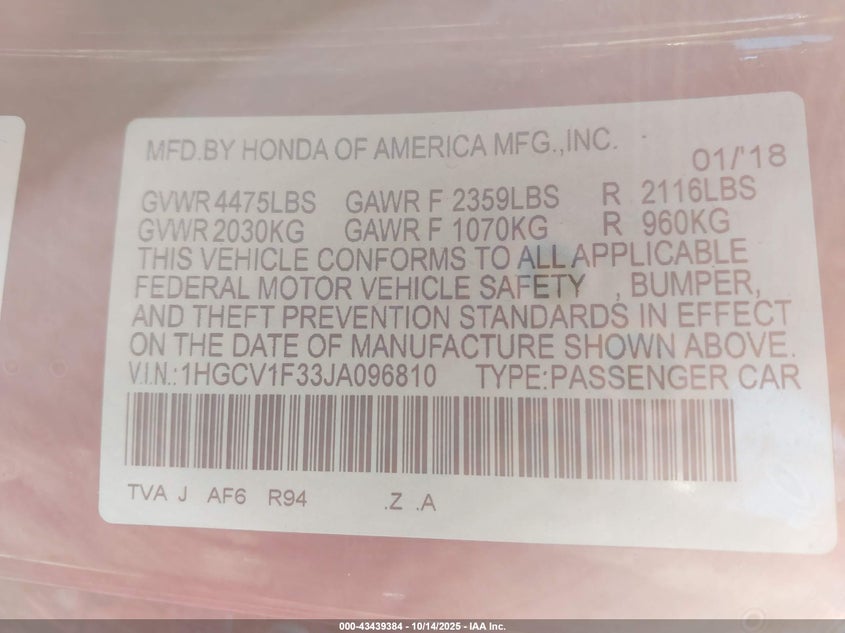 MFD.BY HONDA OF AMERICA MFG.,INC. 01/'18
GVWR 4475LBS GAWR F 2359LBS R 2116LBS
GVWR 2030KG GAWR F 1070KG R 960KG
THIS VEHICLE CONFORMS TO ALL APPLICABLE
FEDERAL MOTOR VEHICLE SAFETY , BUMPER,
AND THEFT PREVENTION STANDARDS IN EFFECT
ON THE DATE OF MANUFACTURE SHOWN ABOVE.
V.I.N.:1HGCV1F33JA096810 TYPE:PASSENGER CAR
TVA J AF6 R94 .Z .A
000-43439384 - 10/14/2025 - IAA Inc.